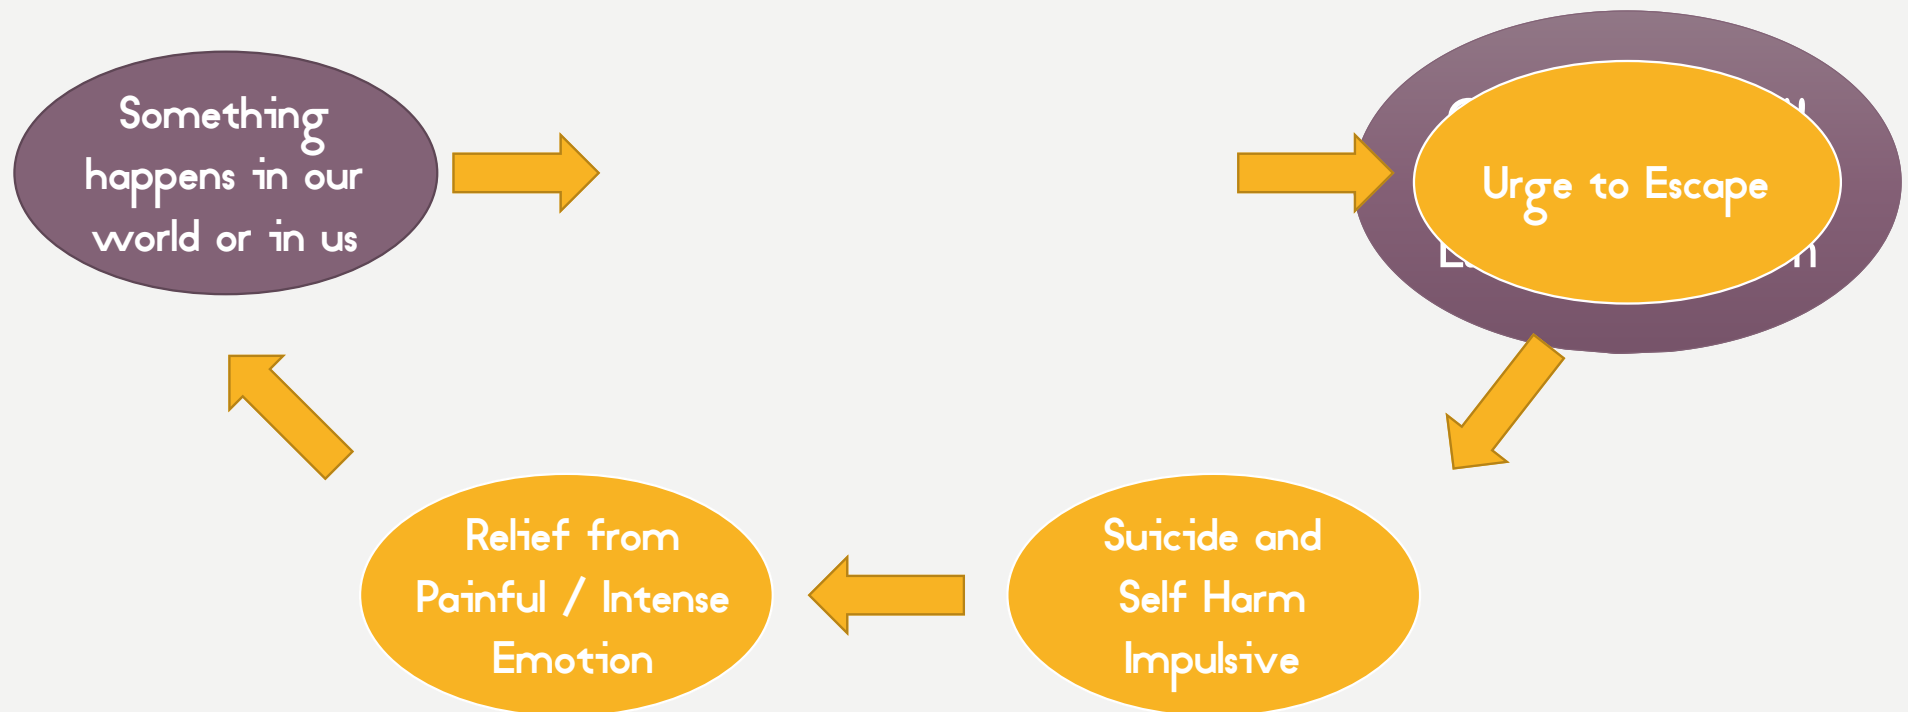 Something
happens in our
world or in us
Urge to Escape
Relief from
Painful / Intense
Emotion
Suicide and
Self Harm
Impulsive